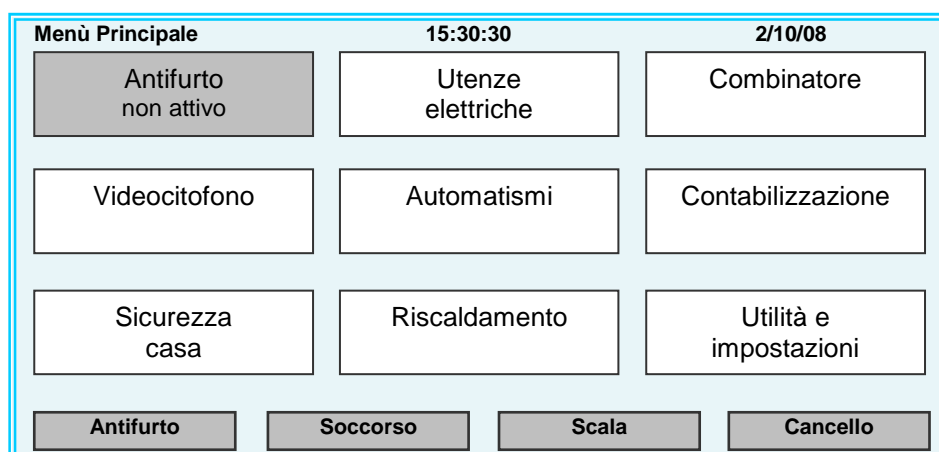 Menù Principale 15:30:30 2/10/08
Antifurto
non attivo
Utenze
elettriche
Combinatore
Videocitofono
Automatismi
Contabilizzazione
Sicurezza
casa
Riscaldamento
Utilità e
impostazioni
Antifurto
Soccorso
Scala
Cancello